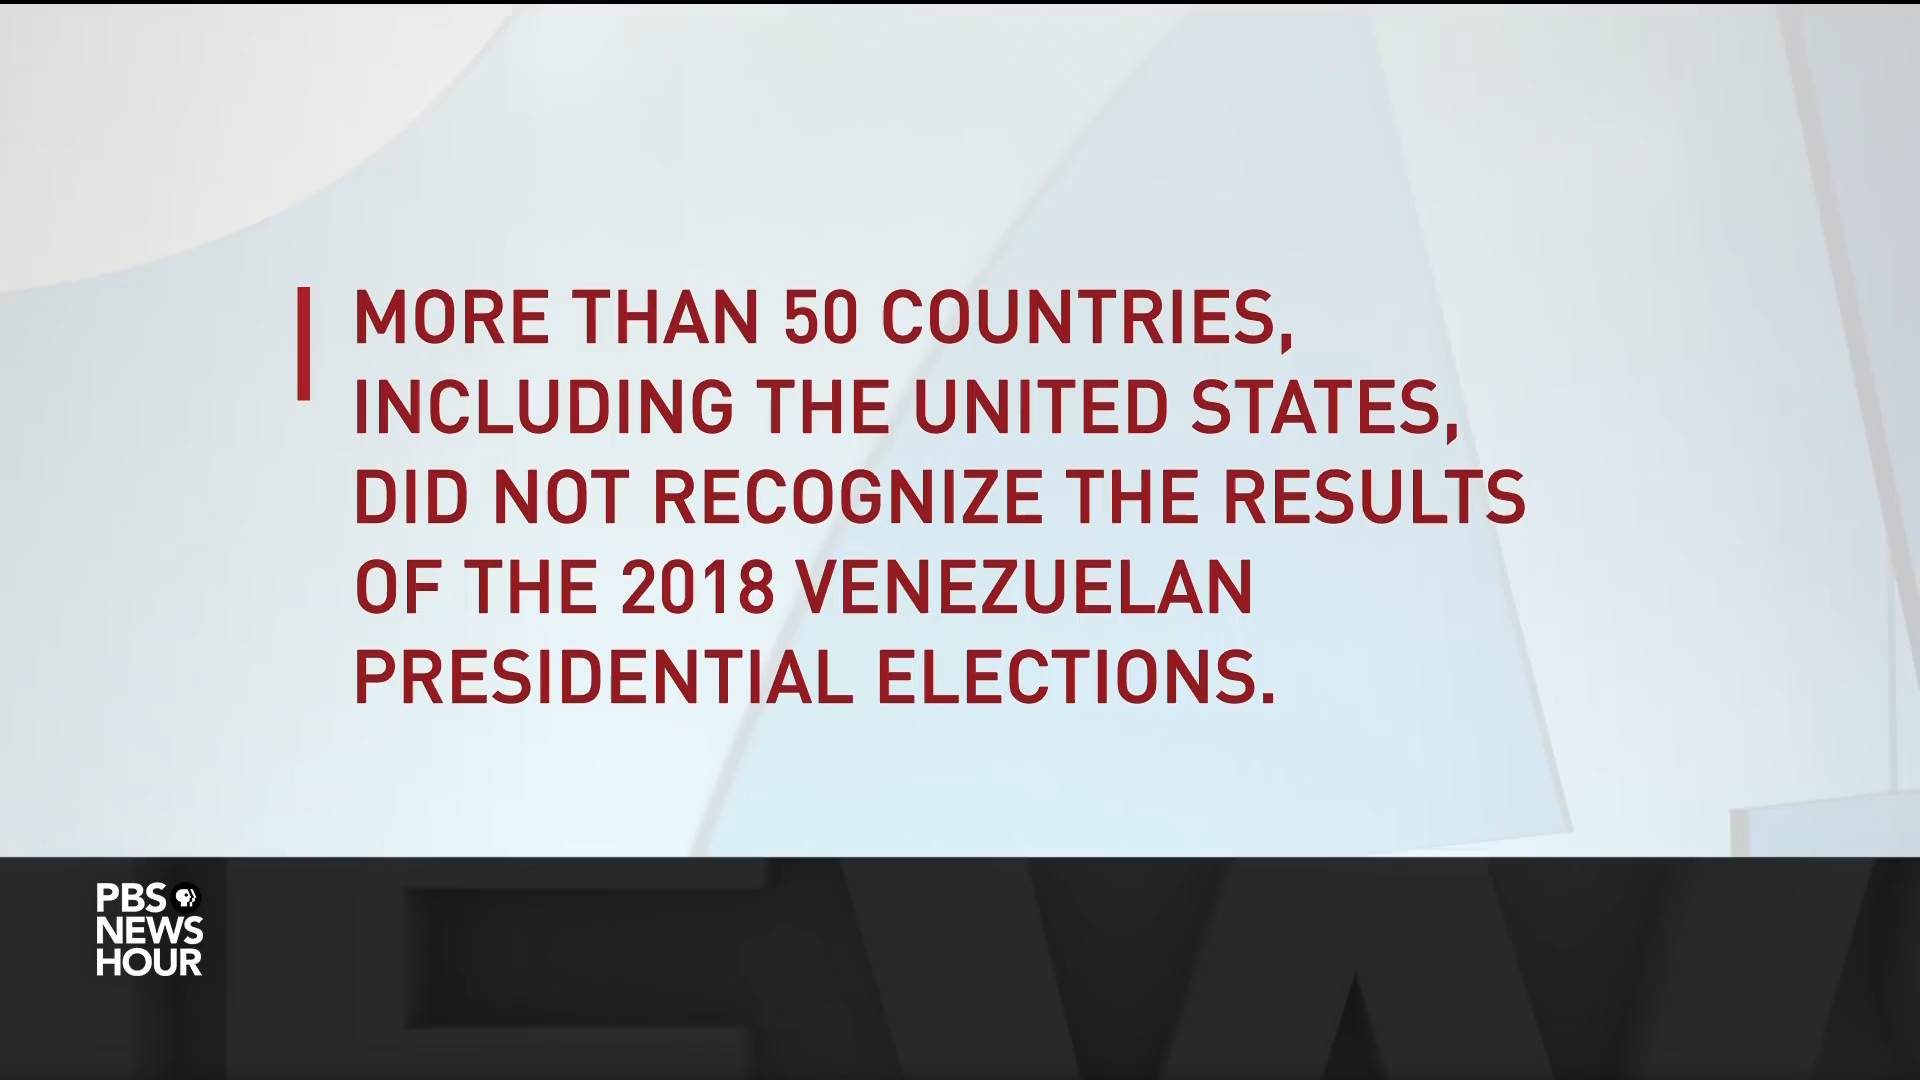 MORE THAN 50 COUNTRIES,
INCLUDING THE UNITED STATES,
DID NOT RECOGNIZE THE RESULTS
OF THE 2018 VENEZUELAN
PRESIDENTIAL ELECTIONS.
PBS
NEWS
HOUR